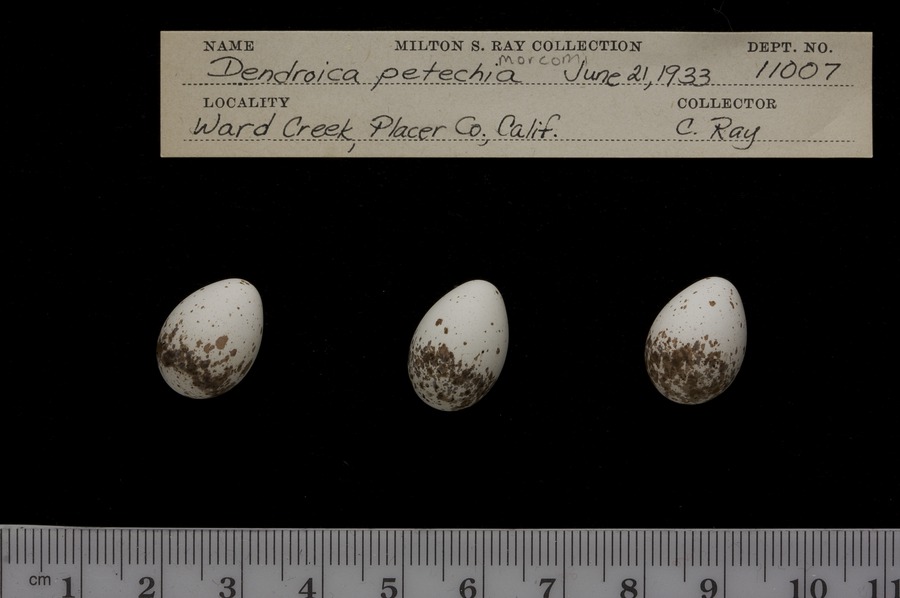 NAME MILTON S. RAY COLLECTION DEPT. NO.
morcomi
Dendroica petechia June 21, 1933 11007
LOCALITY COLLECTOR
Ward Creek, Placer Co., Calif. C. Ray
cm 1 2 3 4 5 6 7 8 9 10 11